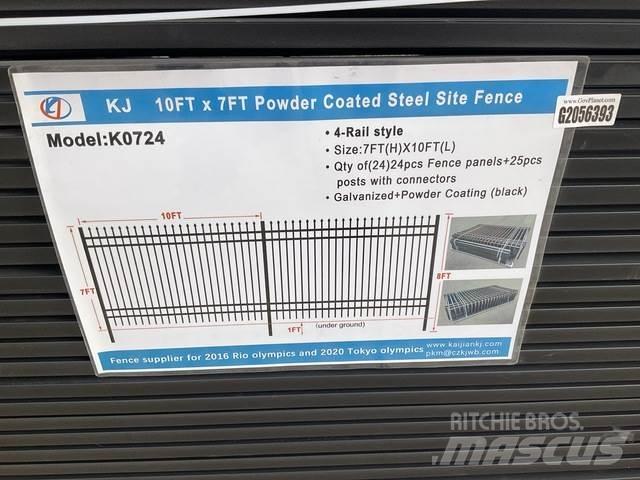 KJ 10FT x 7FT Powder Coated Steel Site Fence
www.GovPlanet.com
G2056393
Model:K0724
• 4-Rail style
• Size:7FT(H)X10FT(L)
• Qty of(24)24pcs Fence panels+25pcs
posts with connectors
• Galvanized+Powder Coating (black)
10FT
7FT
8FT
1FT
(under ground)
Fence supplier for 2016 Rio olympics and 2020 Tokyo olympics
www.kaijiankj.com
pkm@czkjwb.com
RITCHIE BROS.
MASCUS